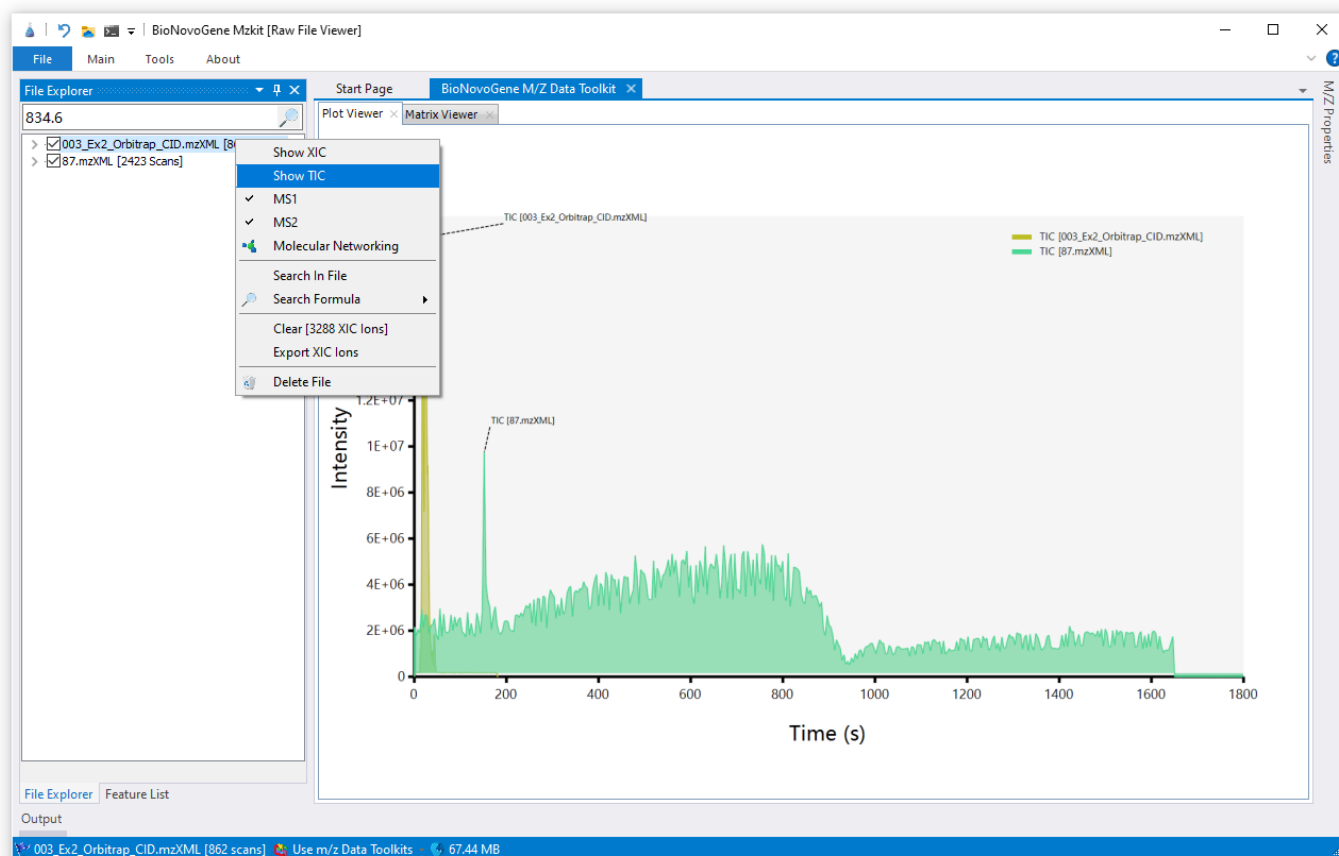 BioNovoGene Mzkit [Raw File Viewer]
File Main Tools About
File Explorer
834.6
003_Ex2_Orbitrap_CID.mzXML [8
87.mzXML [2423 Scans]
Show XIC
Show TIC
MS1
MS2
Molecular Networking
Search In File
Search Formula
Clear [3288 XIC Ions]
Export XIC Ions
Delete File
Start Page BioNovoGene M/Z Data Toolkit
Plot Viewer Matrix Viewer
TIC [003_Ex2_Orbitrap_CID.mzXML]
TIC [003_Ex2_Orbitrap_CID.mzXML]
TIC [87.mzXML]
TIC [87.mzXML]
Intensity
1.2E+07
1E+07
8E+06
6E+06
4E+06
2E+06
0
0 200 400 600 800 1000 1200 1400 1600 1800
Time (s)
M/Z Properties
File Explorer Feature List
Output
003_Ex2_Orbitrap_CID.mzXML [862 scans] Use m/z Data Toolkits 67.44 MB